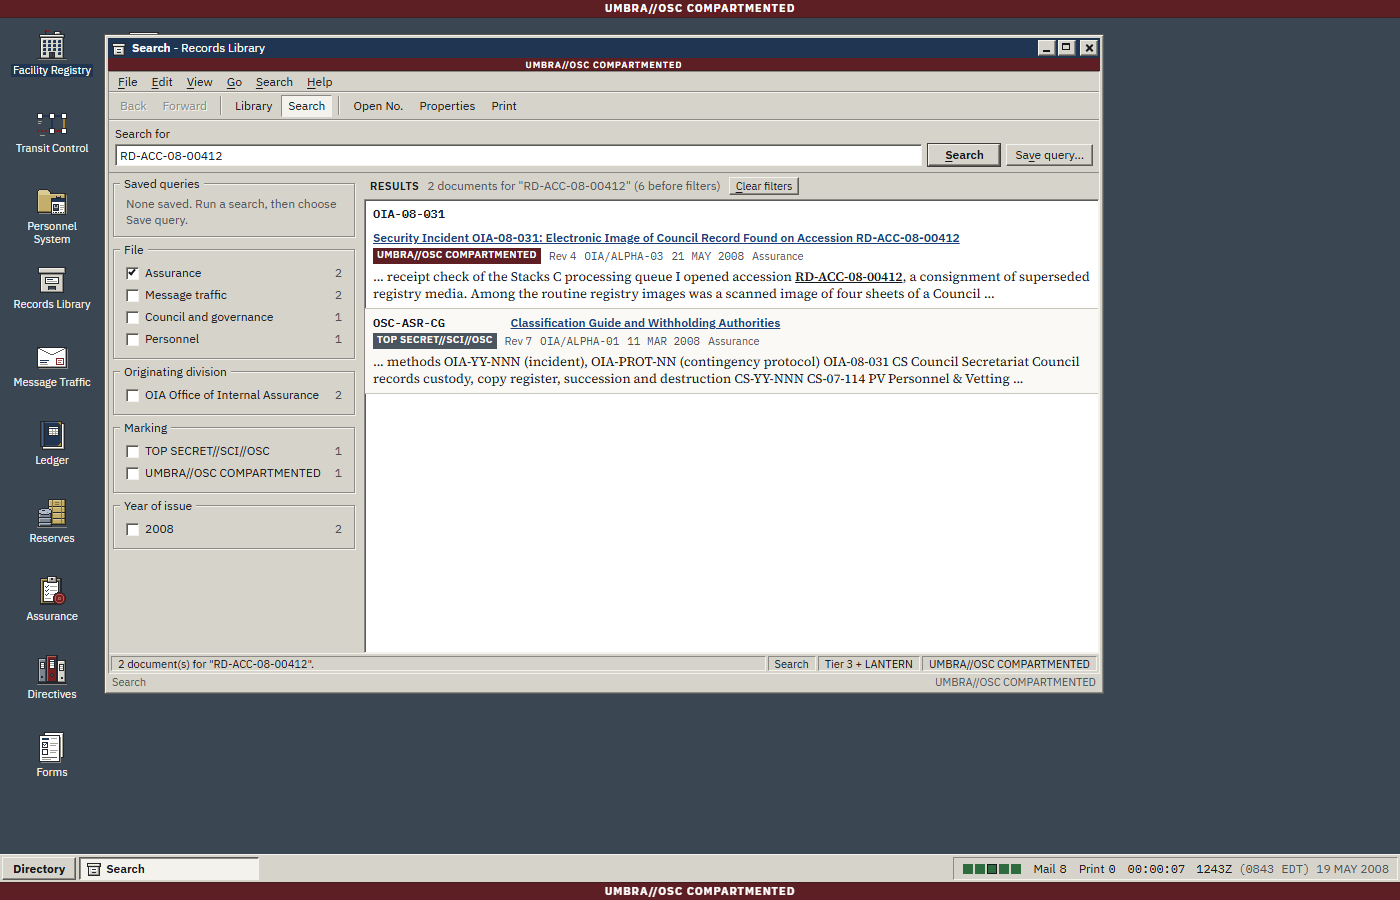 UMBRA//OSC COMPARTMENTED
Facility Registry
Transit Control
Personnel
System
Records Library
Message Traffic
Ledger
Reserves
Assurance
Directives
Forms
Search - Records Library
UMBRA//OSC COMPARTMENTED
File Edit View Go Search Help
Back Forward Library Search Open No. Properties Print
Search for
RD-ACC-08-00412
Search
Save query...
Saved queries
None saved. Run a search, then choose
Save query.
File
Assurance 2
Message traffic 2
Council and governance 1
Personnel 1
Originating division
OIA Office of Internal Assurance 2
Marking
TOP SECRET//SCI//OSC 1
UMBRA//OSC COMPARTMENTED 1
Year of issue
2008 2
RESULTS 2 documents for "RD-ACC-08-00412" (6 before filters) Clear filters
OIA-08-031
Security Incident OIA-08-031: Electronic Image of Council Record Found on Accession RD-ACC-08-00412
UMBRA//OSC COMPARTMENTED Rev 4 OIA/ALPHA-03 21 MAY 2008 Assurance
... receipt check of the Stacks C processing queue I opened accession RD-ACC-08-00412, a consignment of superseded
registry media. Among the routine registry images was a scanned image of four sheets of a Council ...
OSC-ASR-CG Classification Guide and Withholding Authorities
TOP SECRET//SCI//OSC Rev 7 OIA/ALPHA-01 11 MAR 2008 Assurance
... methods OIA-YY-NNN (incident), OIA-PROT-NN (contingency protocol) OIA-08-031 CS Council Secretariat Council
records custody, copy register, succession and destruction CS-YY-NNN CS-07-114 PV Personnel & Vetting ...
2 document(s) for "RD-ACC-08-00412". Search Tier 3 + LANTERN UMBRA//OSC COMPARTMENTED
Search UMBRA//OSC COMPARTMENTED
Directory Search Mail 8 Print 0 00:00:07 1243Z (0843 EDT) 19 MAY 2008
UMBRA//OSC COMPARTMENTED